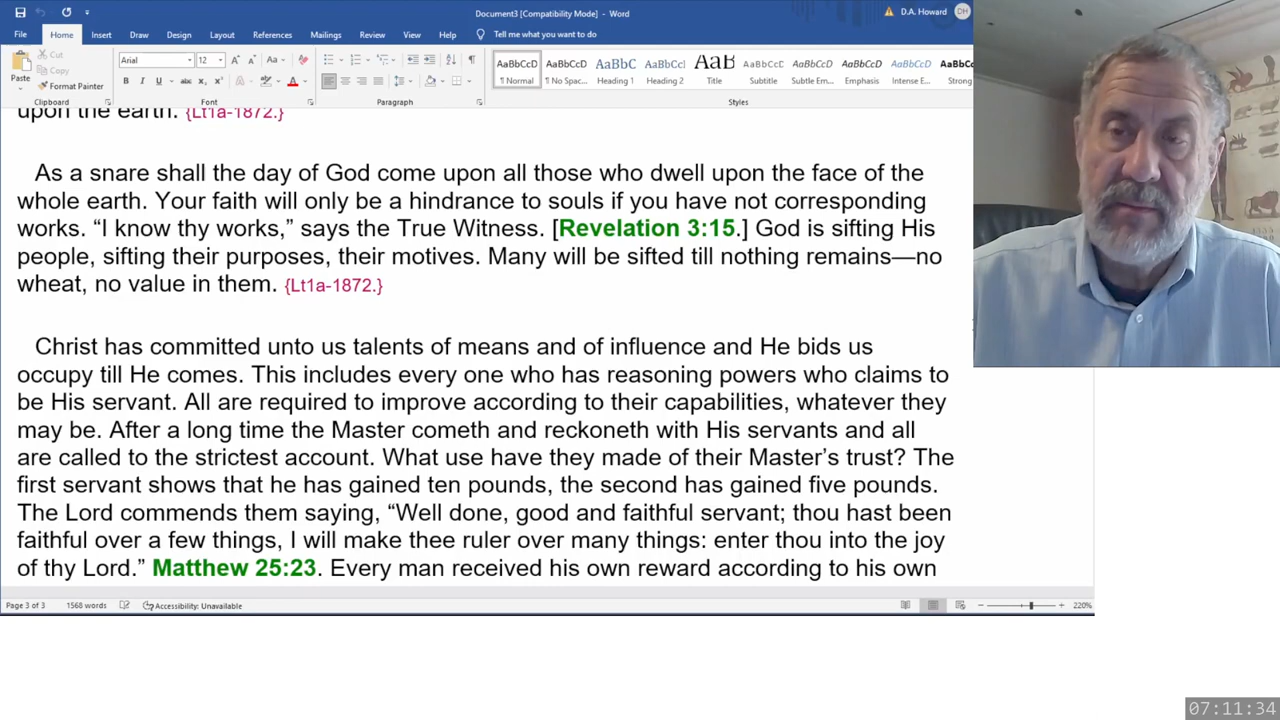 Document3 [Compatibility Mode] - Word
D.A. Howard
DH
File Home Insert Draw Design Layout References Mailings Review View Help Tell me what you want to do
Paste
Cut
Copy
Format Painter
Clipboard
Arial 12
Font
Paragraph
AaBbCcD AaBbCcD AaBbC AaBbCcl AaB AaBbCcD AaBbCcD AaBbCcD AaBbCcD AaBbCc
¶ Normal ¶ No Spac... Heading 1 Heading 2 Title Subtitle Subtle Em... Emphasis Intense E... Strong
Styles
upon the earth. {Lt1a-1872.}
As a snare shall the day of God come upon all those who dwell upon the face of the
whole earth. Your faith will only be a hindrance to souls if you have not corresponding
works. “I know thy works,” says the True Witness. [Revelation 3:15.] God is sifting His
people, sifting their purposes, their motives. Many will be sifted till nothing remains—no
wheat, no value in them. {Lt1a-1872.}
Christ has committed unto us talents of means and of influence and He bids us
occupy till He comes. This includes every one who has reasoning powers who claims to
be His servant. All are required to improve according to their capabilities, whatever they
may be. After a long time the Master cometh and reckoneth with His servants and all
are called to the strictest account. What use have they made of their Master’s trust? The
first servant shows that he has gained ten pounds, the second has gained five pounds.
The Lord commends them saying, “Well done, good and faithful servant; thou hast been
faithful over a few things, I will make thee ruler over many things: enter thou into the joy
of thy Lord.” Matthew 25:23. Every man received his own reward according to his own
Page 3 of 3 1568 words Accessibility: Unavailable 220%
07:11:34